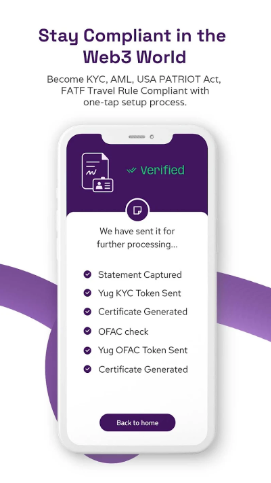 Stay Compliant in the
Web3 World
Become KYC, AML, USA PATRIOT Act,
FATF Travel Rule Compliant with
one-tap setup process.
Verified
We have sent it for
further processing...
Statement Captured
Yug KYC Token Sent
Certificate Generated
OFAC check
Yug OFAC Token Sent
Certificate Generated
Back to home